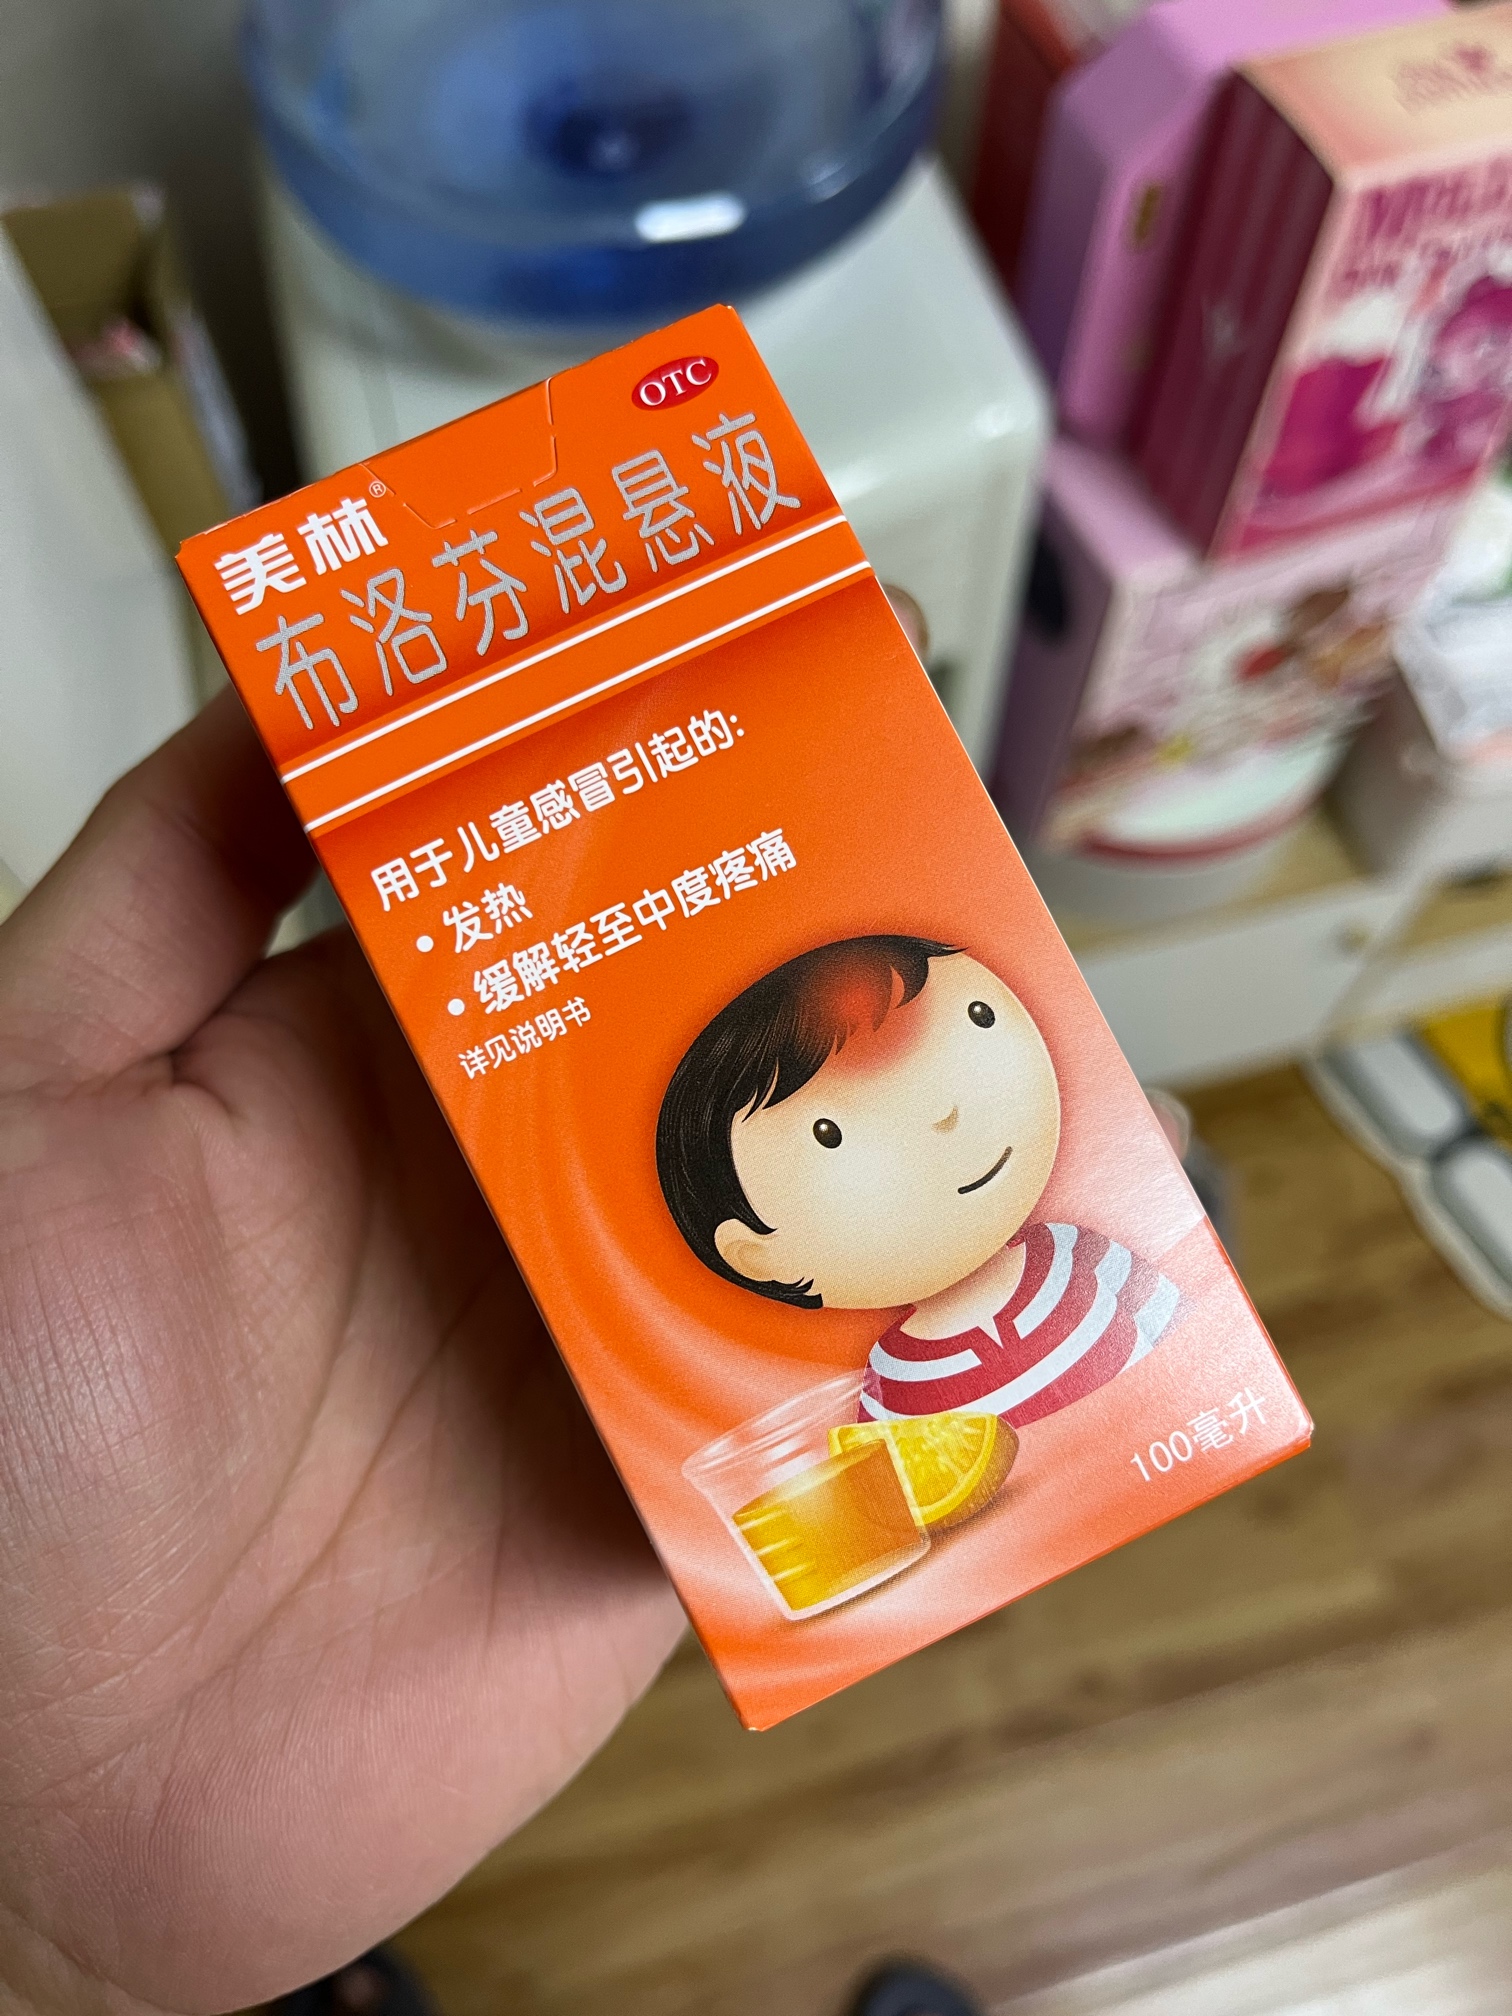 OTC
美林®
布洛芬混悬液
用于儿童感冒引起的:
• 发热
• 缓解轻至中度疼痛
详见说明书
100毫升